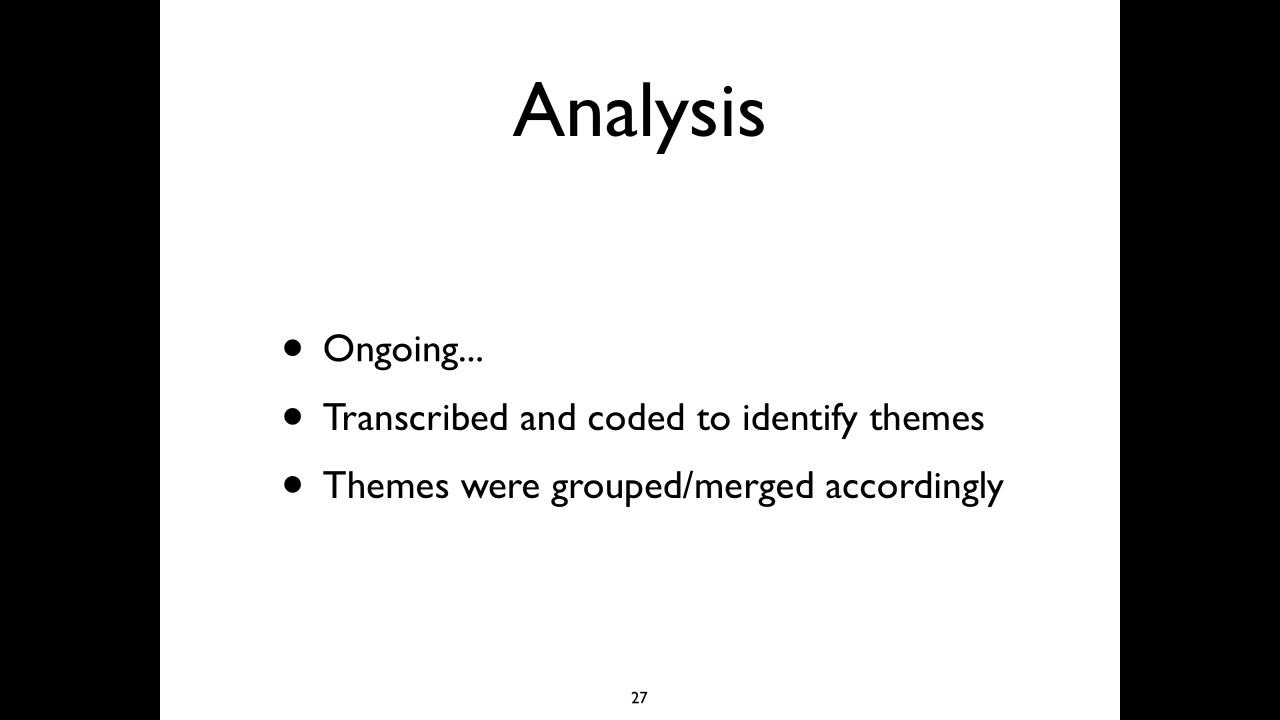 Analysis
• Ongoing...
• Transcribed and coded to identify themes
• Themes were grouped/merged accordingly
27